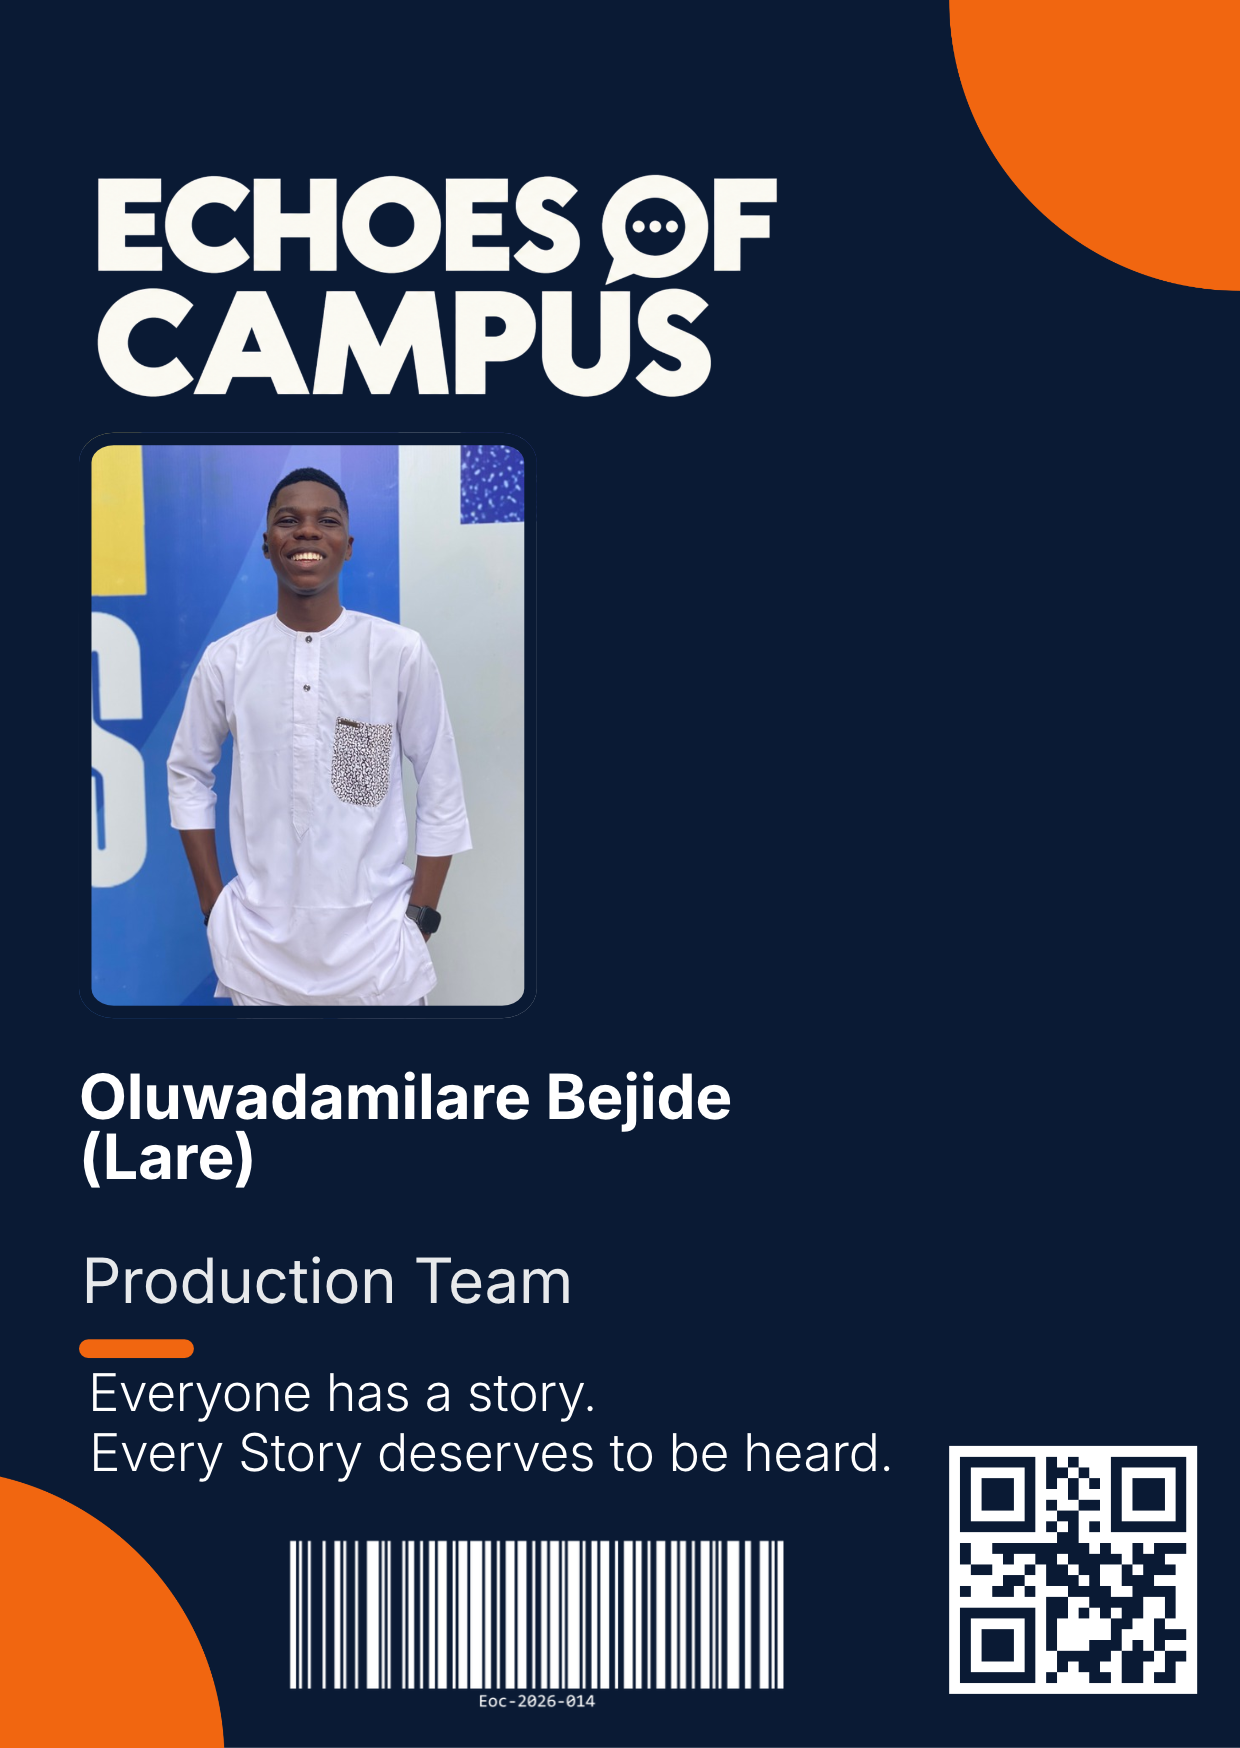 ECHOES OF
CAMPUS
Oluwadamilare Bejide
(Lare)
Production Team
Everyone has a story.
Every Story deserves to be heard.
Eoc-2026-014